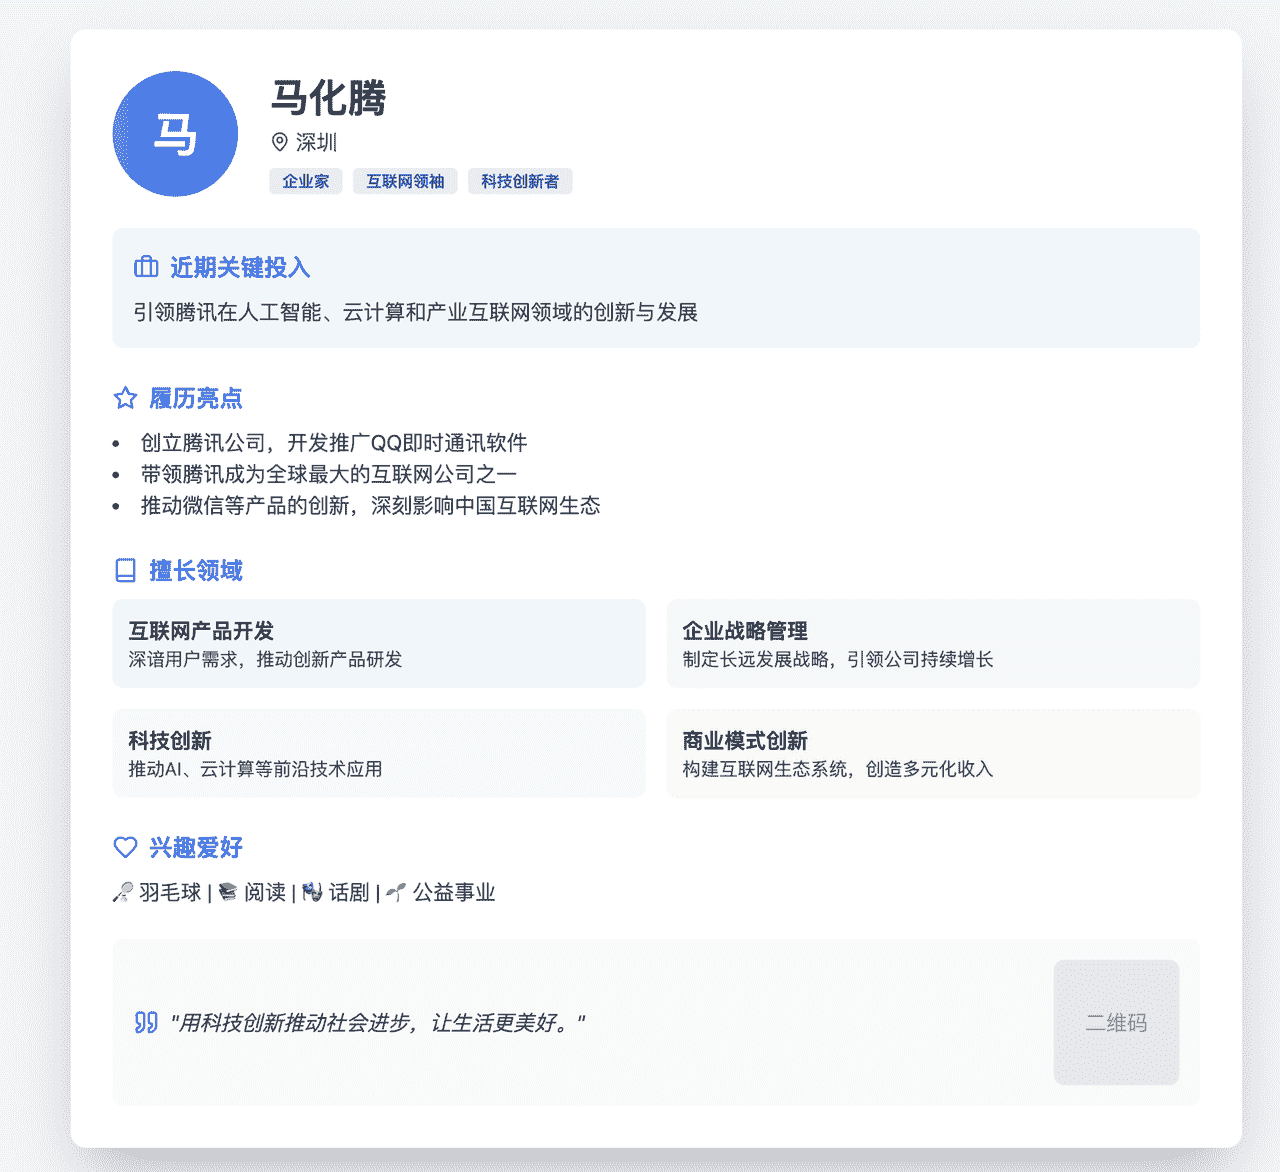 马
马化腾
深圳
企业家 互联网领袖 科技创新者
近期关键投入
引领腾讯在人工智能、云计算和产业互联网领域的创新与发展
履历亮点
• 创立腾讯公司，开发推广QQ即时通讯软件
• 带领腾讯成为全球最大的互联网公司之一
• 推动微信等产品的创新，深刻影响中国互联网生态
擅长领域
互联网产品开发
深谙用户需求，推动创新产品研发
企业战略管理
制定长远发展战略，引领公司持续增长
科技创新
推动AI、云计算等前沿技术应用
商业模式创新
构建互联网生态系统，创造多元化收入
兴趣爱好
🏸 羽毛球 | 📚 阅读 | 🎭 话剧 | 🌱 公益事业
"用科技创新推动社会进步，让生活更美好。"
二维码